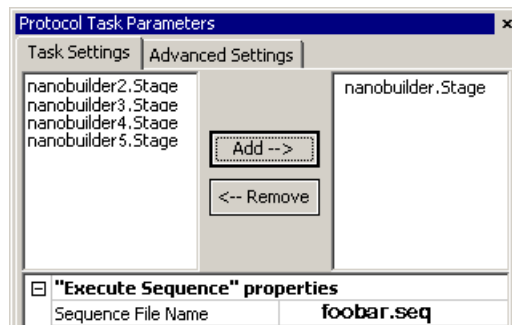 Protocol Task Parameters
Task Settings
Advanced Settings
nanobuilder2.Stage
nanobuilder3.Stage
nanobuilder4.Stage
nanobuilder5.Stage
Add -->
<-- Remove
nanobuilder.Stage
"Execute Sequence" properties
Sequence File Name foobar.seq